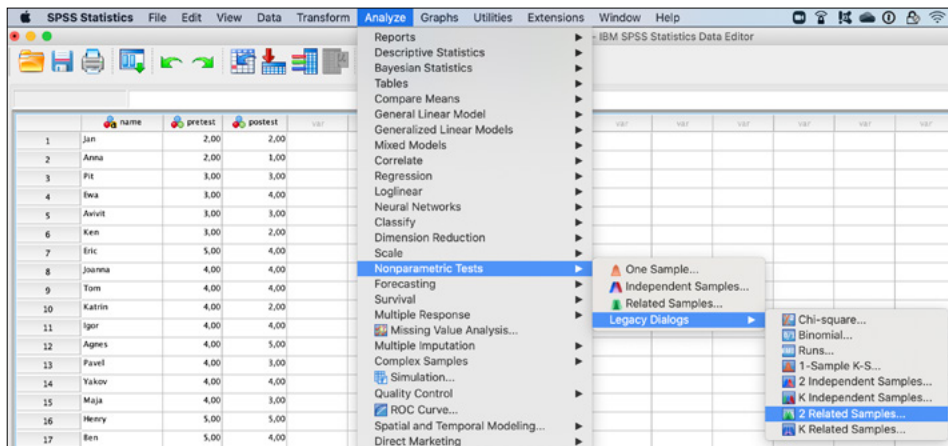 SPSS Statistics File Edit View Data Transform Analyze Graphs Utilities Extensions Window Help
- IBM SPSS Statistics Data Editor
name pretest postest var var var var var var var
1 Jan 2,00 2,00
2 Anna 2,00 1,00
3 Pit 3,00 3,00
4 Ewa 3,00 4,00
5 Avivit 3,00 3,00
6 Ken 3,00 2,00
7 Eric 5,00 4,00
8 Joanna 4,00 4,00
9 Tom 4,00 4,00
10 Katrin 4,00 2,00
11 Igor 4,00 4,00
12 Agnes 4,00 5,00
13 Pavel 4,00 3,00
14 Yakov 4,00 4,00
15 Maja 4,00 3,00
16 Henry 5,00 5,00
17 Ben 5,00 4,00
Reports
Descriptive Statistics
Bayesian Statistics
Tables
Compare Means
General Linear Model
Generalized Linear Models
Mixed Models
Correlate
Regression
Loglinear
Neural Networks
Classify
Dimension Reduction
Scale
Nonparametric Tests
Forecasting
Survival
Multiple Response
Missing Value Analysis...
Multiple Imputation
Complex Samples
Simulation...
Quality Control
ROC Curve...
Spatial and Temporal Modeling...
Direct Marketing
One Sample...
Independent Samples...
Related Samples...
Legacy Dialogs
Chi-square...
Binomial...
Runs...
1-Sample K-S...
2 Independent Samples...
K Independent Samples...
2 Related Samples...
K Related Samples...